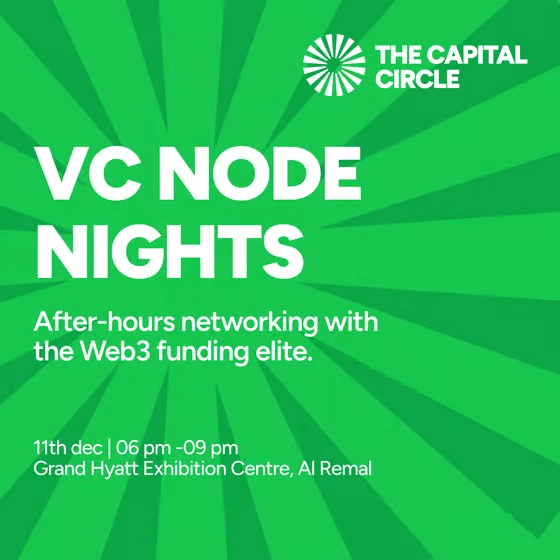 THE CAPITAL
CIRCLE
VC NODE
NIGHTS
After-hours networking with
the Web3 funding elite.
11th dec | 06 pm -09 pm
Grand Hyatt Exhibition Centre, Al Remal